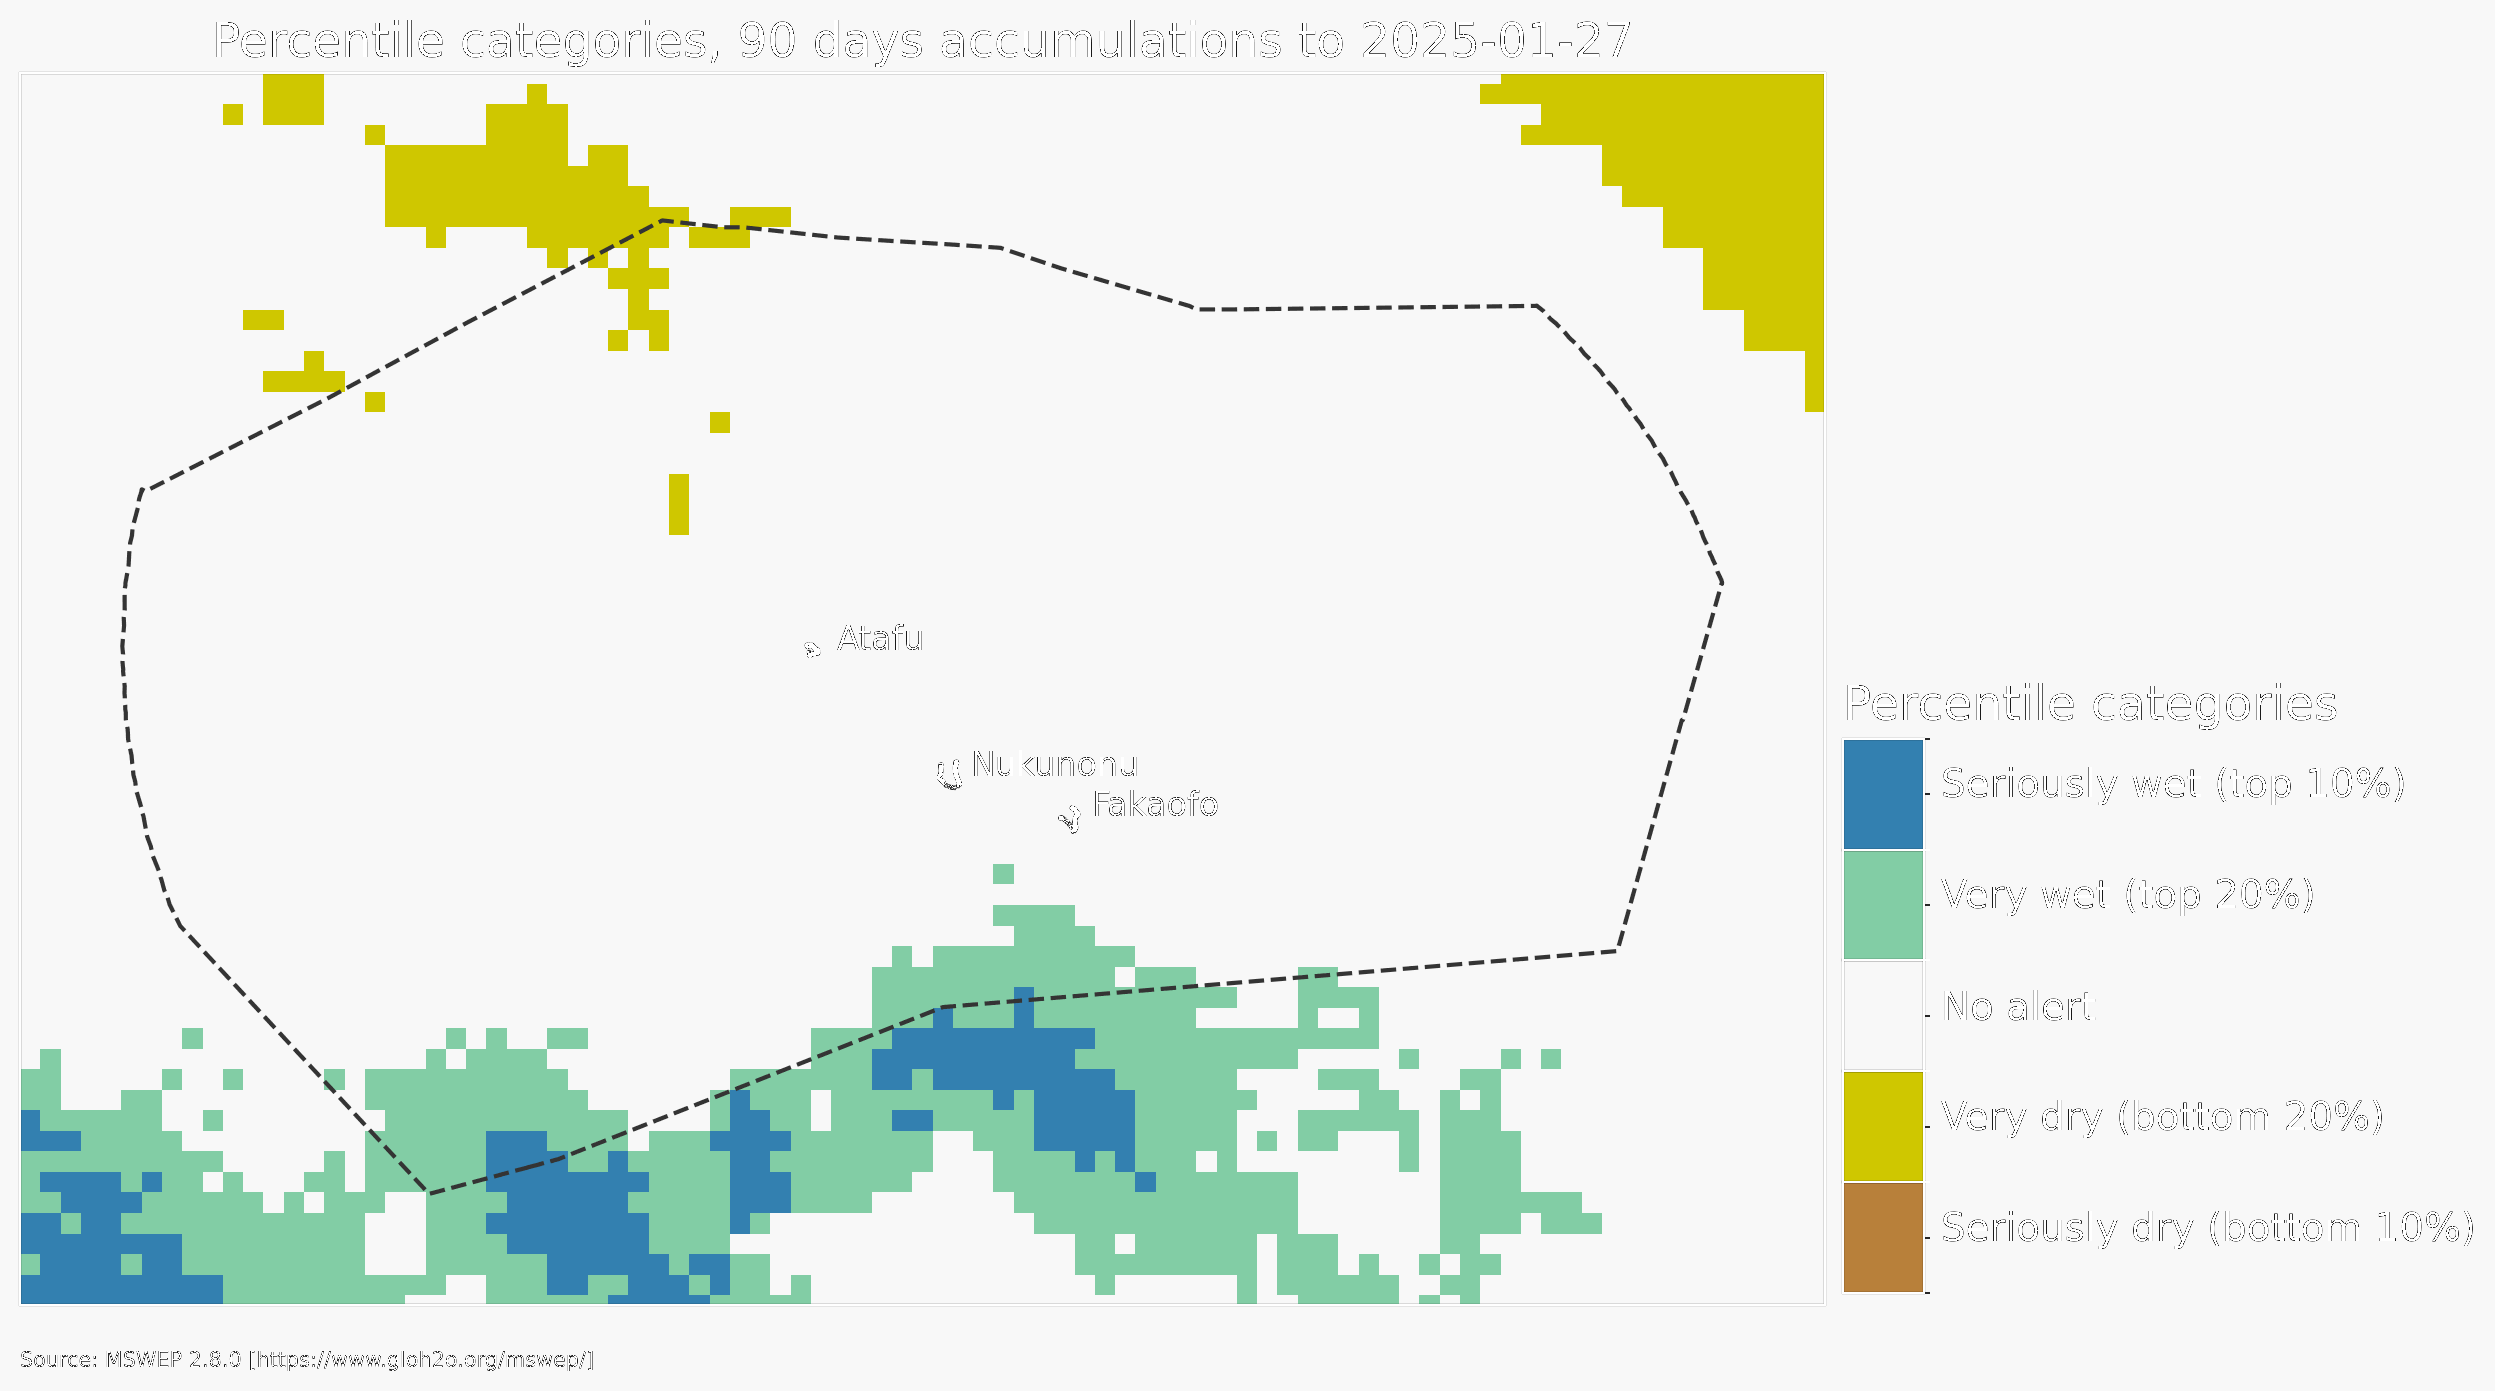 Percentile categories, 90 days accumulations to 2025-01-27
Atafu
Nukunonu
Fakaofo
Percentile categories
Seriously wet (top 10%)
Very wet (top 20%)
No alert
Very dry (bottom 20%)
Seriously dry (bottom 10%)
Source: MSWEP 2.8.0 [https://www.gloh2o.org/mswep/]